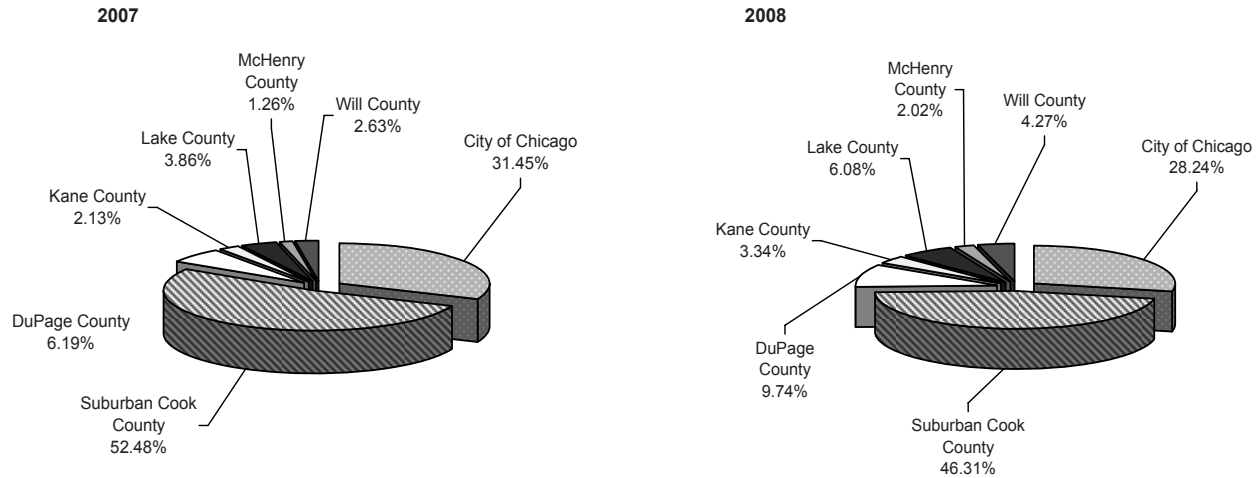 2007
McHenry
County
1.26%
Will County
2.63%
Lake County
3.86%
City of Chicago
31.45%
Kane County
2.13%
DuPage County
6.19%
Suburban Cook
County
52.48%
2008
McHenry
County
2.02%
Will County
4.27%
Lake County
6.08%
City of Chicago
28.24%
Kane County
3.34%
DuPage
County
9.74%
Suburban Cook
County
46.31%